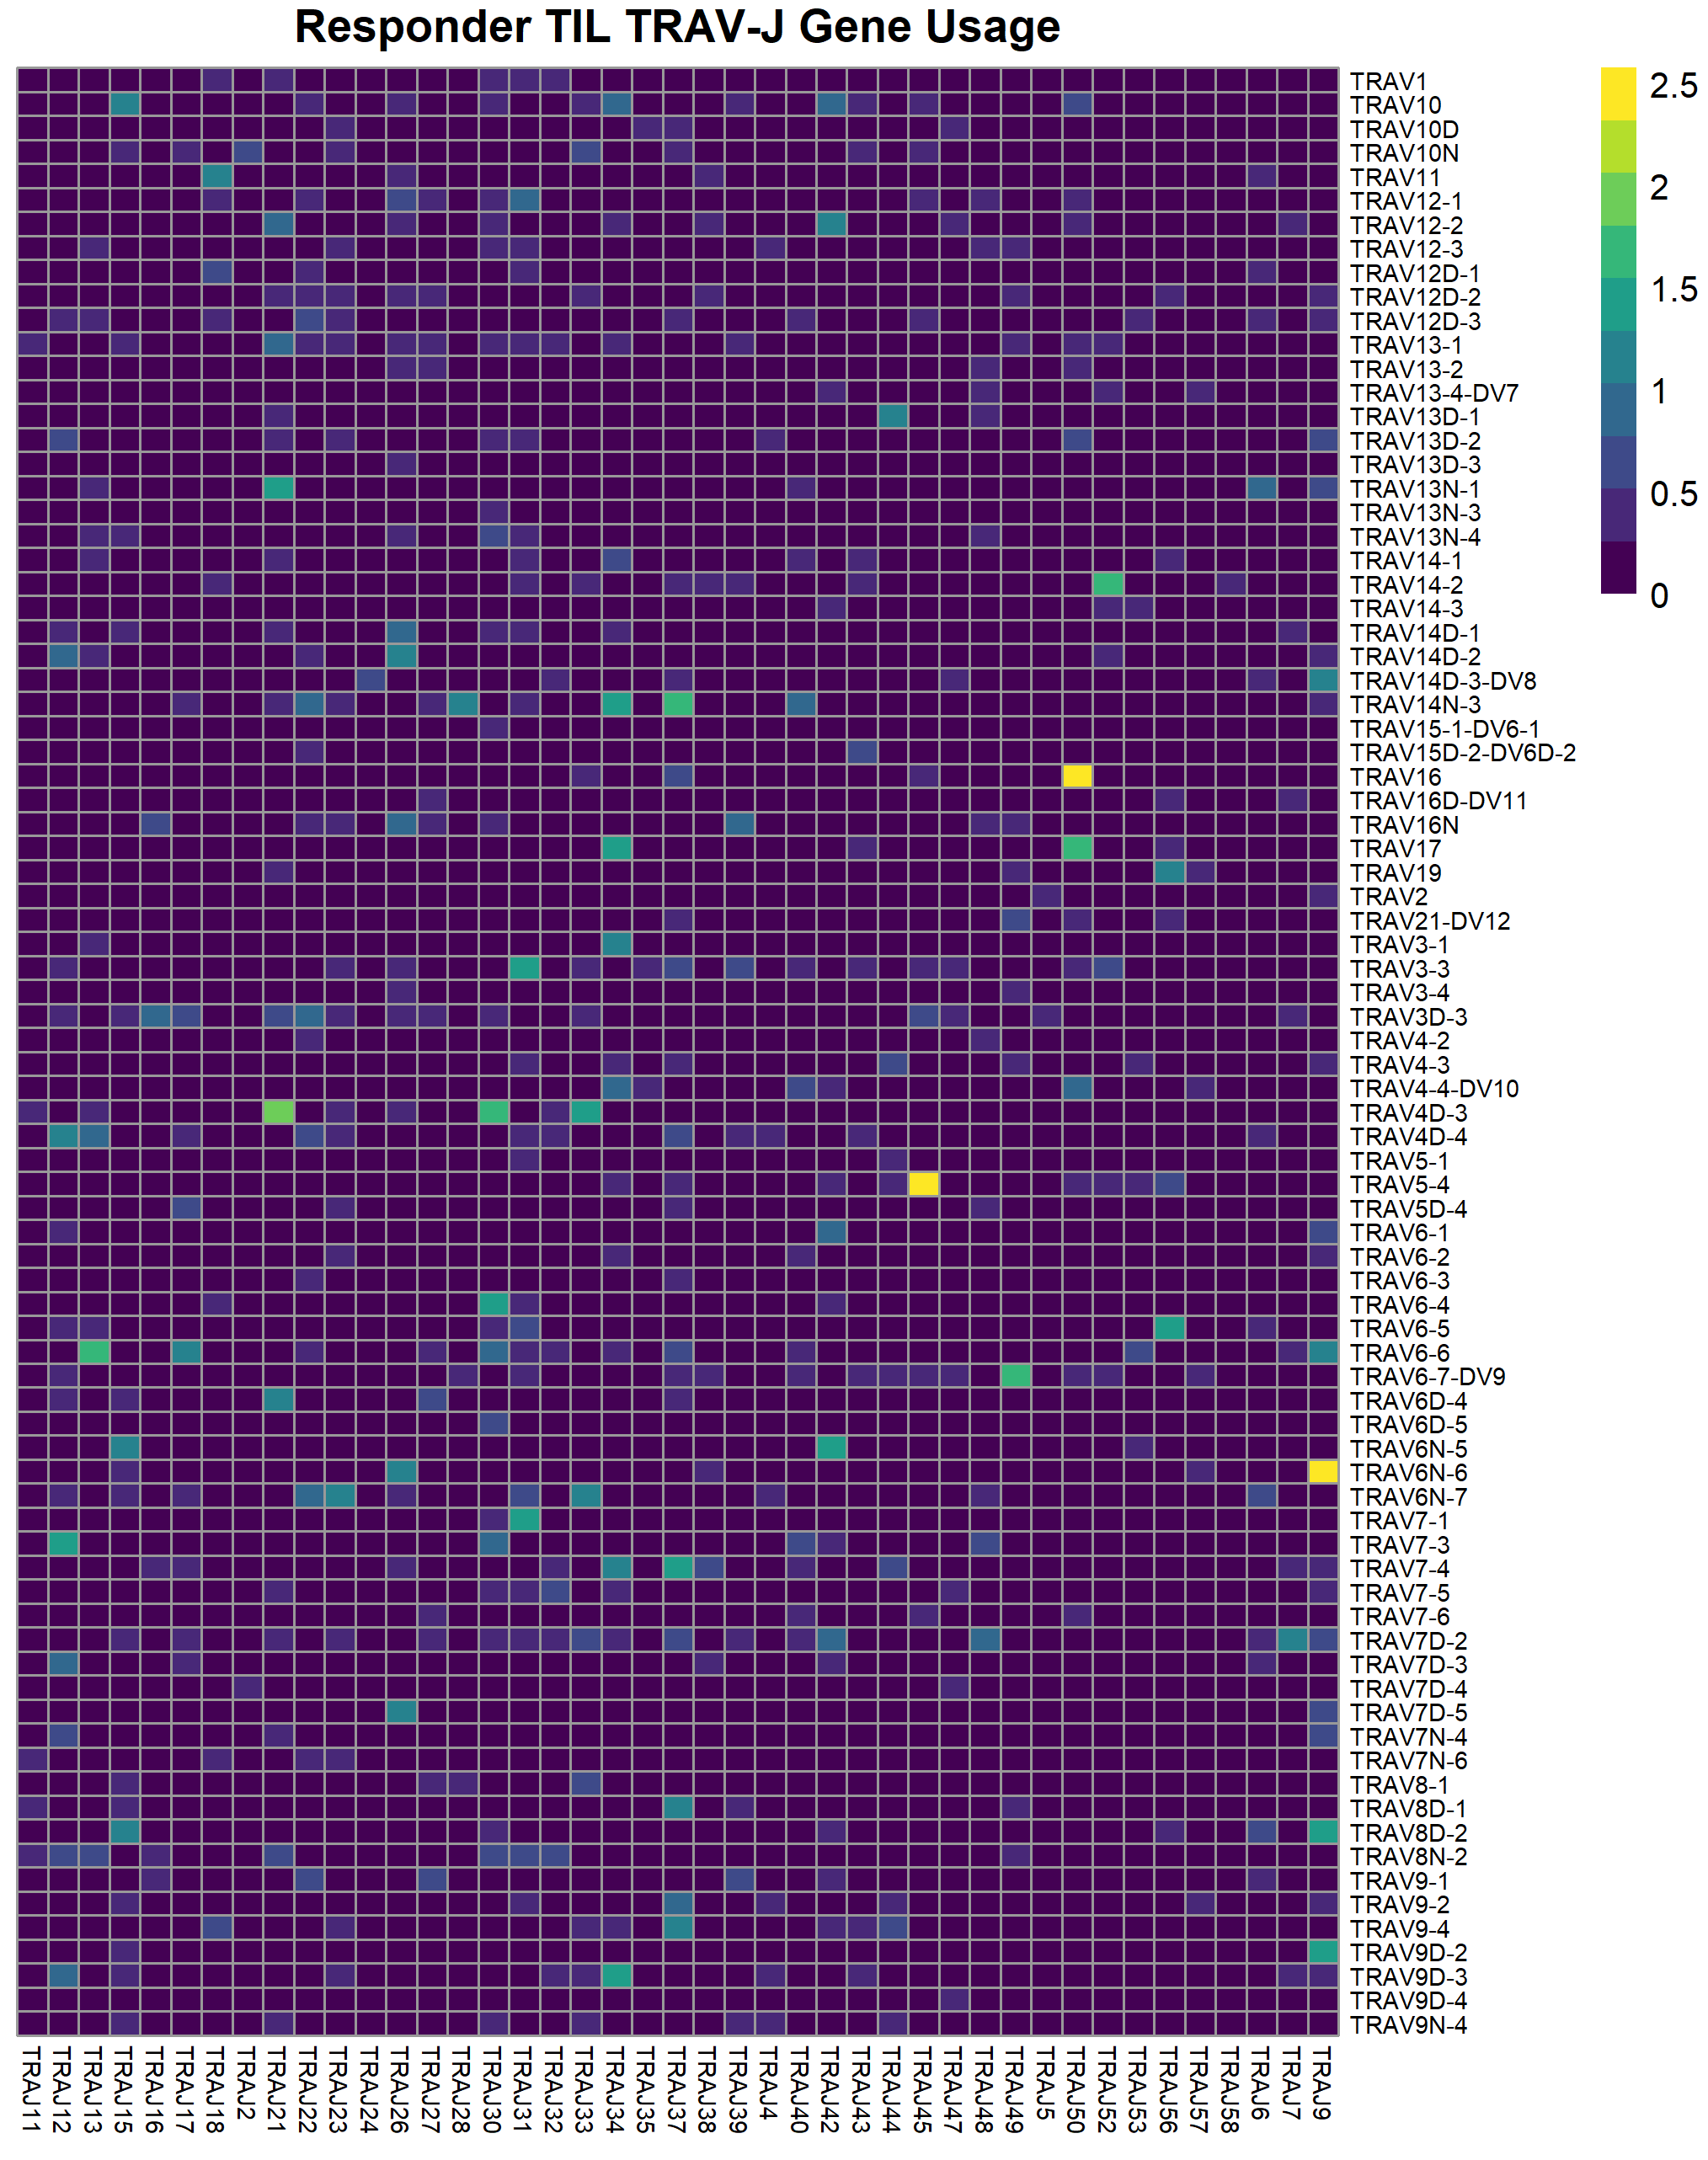 Responder TIL TRAV-J Gene Usage
TRAV1
TRAV10
TRAV10D
TRAV10N
TRAV11
TRAV12-1
TRAV12-2
TRAV12-3
TRAV12D-1
TRAV12D-2
TRAV12D-3
TRAV13-1
TRAV13-2
TRAV13-4-DV7
TRAV13D-1
TRAV13D-2
TRAV13D-3
TRAV13N-1
TRAV13N-3
TRAV13N-4
TRAV14-1
TRAV14-2
TRAV14-3
TRAV14D-1
TRAV14D-2
TRAV14D-3-DV8
TRAV14N-3
TRAV15-1-DV6-1
TRAV15D-2-DV6D-2
TRAV16
TRAV16D-DV11
TRAV16N
TRAV17
TRAV19
TRAV2
TRAV21-DV12
TRAV3-1
TRAV3-3
TRAV3-4
TRAV3D-3
TRAV4-2
TRAV4-3
TRAV4-4-DV10
TRAV4D-3
TRAV4D-4
TRAV5-1
TRAV5-4
TRAV5D-4
TRAV6-1
TRAV6-2
TRAV6-3
TRAV6-4
TRAV6-5
TRAV6-6
TRAV6-7-DV9
TRAV6D-4
TRAV6D-5
TRAV6N-5
TRAV6N-6
TRAV6N-7
TRAV7-1
TRAV7-3
TRAV7-4
TRAV7-5
TRAV7-6
TRAV7D-2
TRAV7D-3
TRAV7D-4
TRAV7D-5
TRAV7N-4
TRAV7N-6
TRAV8-1
TRAV8D-1
TRAV8D-2
TRAV8N-2
TRAV9-1
TRAV9-2
TRAV9-4
TRAV9D-2
TRAV9D-3
TRAV9D-4
TRAV9N-4
2.5
2
1.5
1
0.5
0
TRAJ11
TRAJ12
TRAJ13
TRAJ15
TRAJ16
TRAJ17
TRAJ18
TRAJ2
TRAJ21
TRAJ22
TRAJ23
TRAJ24
TRAJ26
TRAJ27
TRAJ28
TRAJ30
TRAJ31
TRAJ32
TRAJ33
TRAJ34
TRAJ35
TRAJ37
TRAJ38
TRAJ39
TRAJ4
TRAJ40
TRAJ42
TRAJ43
TRAJ44
TRAJ45
TRAJ47
TRAJ48
TRAJ49
TRAJ5
TRAJ50
TRAJ52
TRAJ53
TRAJ56
TRAJ57
TRAJ58
TRAJ6
TRAJ7
TRAJ9